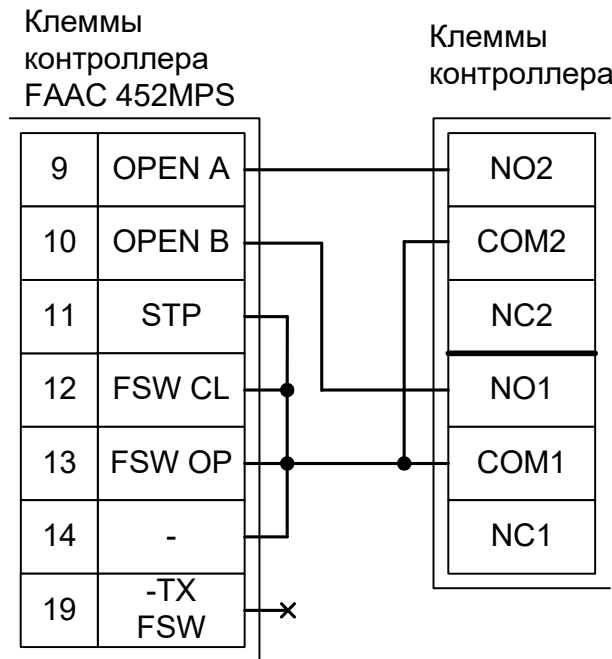 Клеммы
контроллера
FAAC 452MPS
Клеммы
контроллера
9 OPEN A
10 OPEN B
11 STP
12 FSW CL
13 FSW OP
14 -
19 -TX
FSW
NO2
COM2
NC2
NO1
COM1
NC1